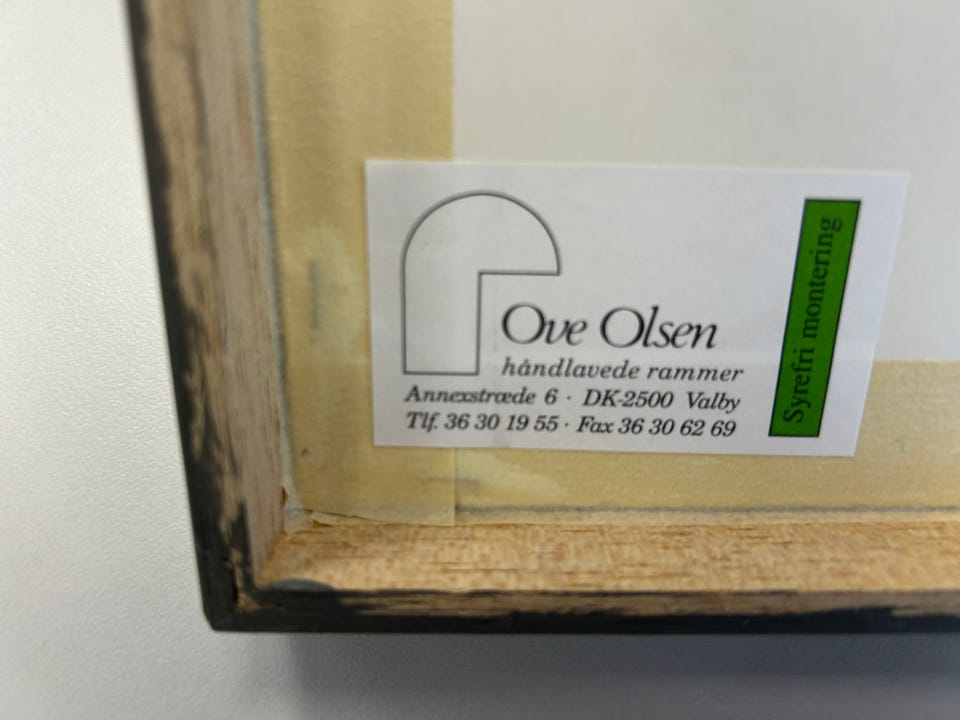 Ove Olsen
håndlavede rammer
Annexstræde 6 · DK-2500 Valby
Tlf. 36 30 19 55 · Fax 36 30 62 69
Syrefri montering